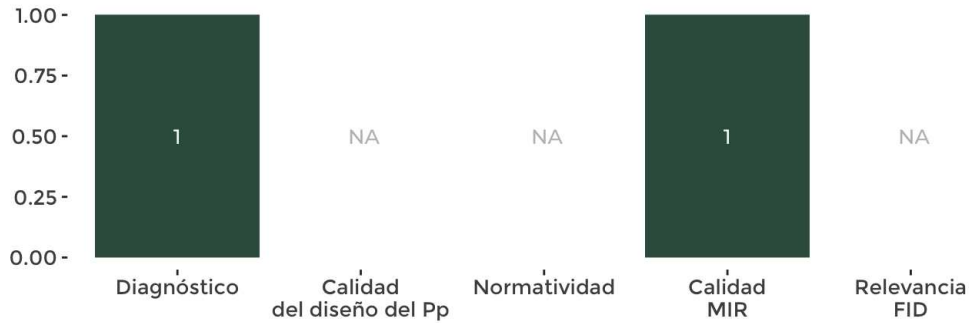 1.00
0.75
0.50
0.25
0.00
1
NA
NA
1
NA
Diagnóstico
Calidad
del diseño del Pp
Normatividad
Calidad
MIR
Relevancia
FID